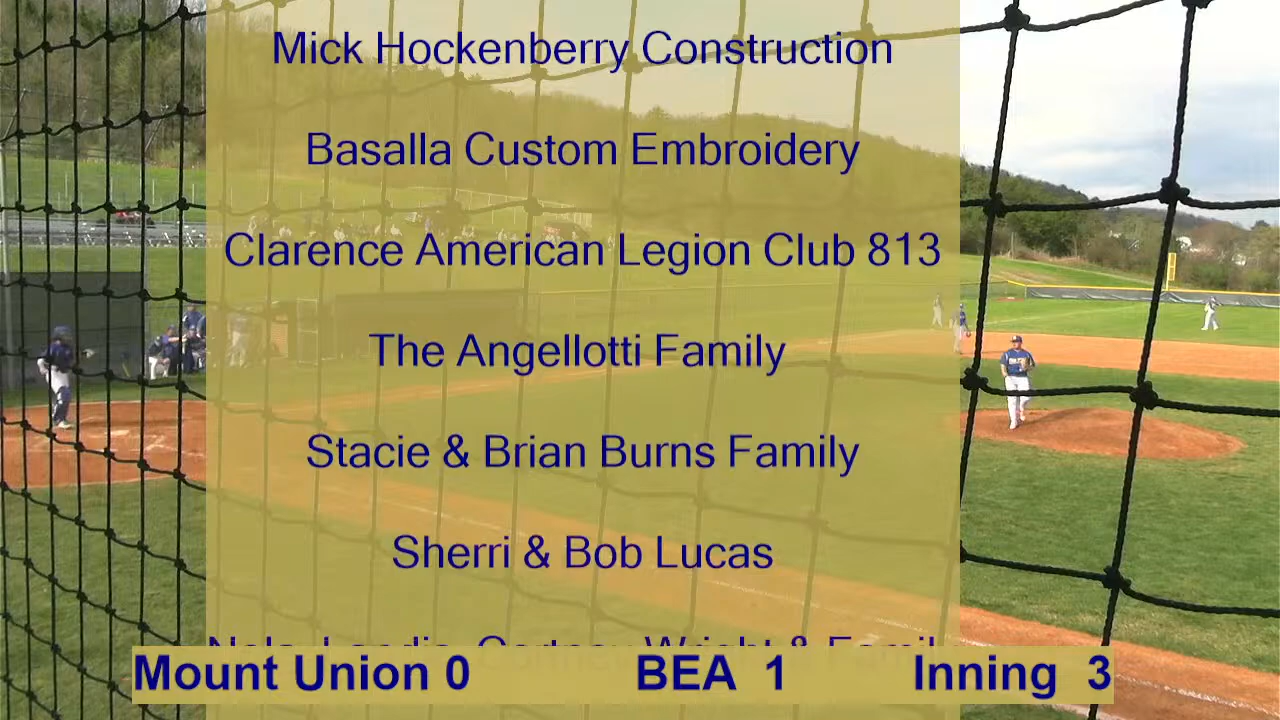 Mick Hockenberry Construction
Basalla Custom Embroidery
Clarence American Legion Club 813
The Angellotti Family
Stacie & Brian Burns Family
Sherri & Bob Lucas
Wright &
Mount Union 0 BEA 1 Inning 3